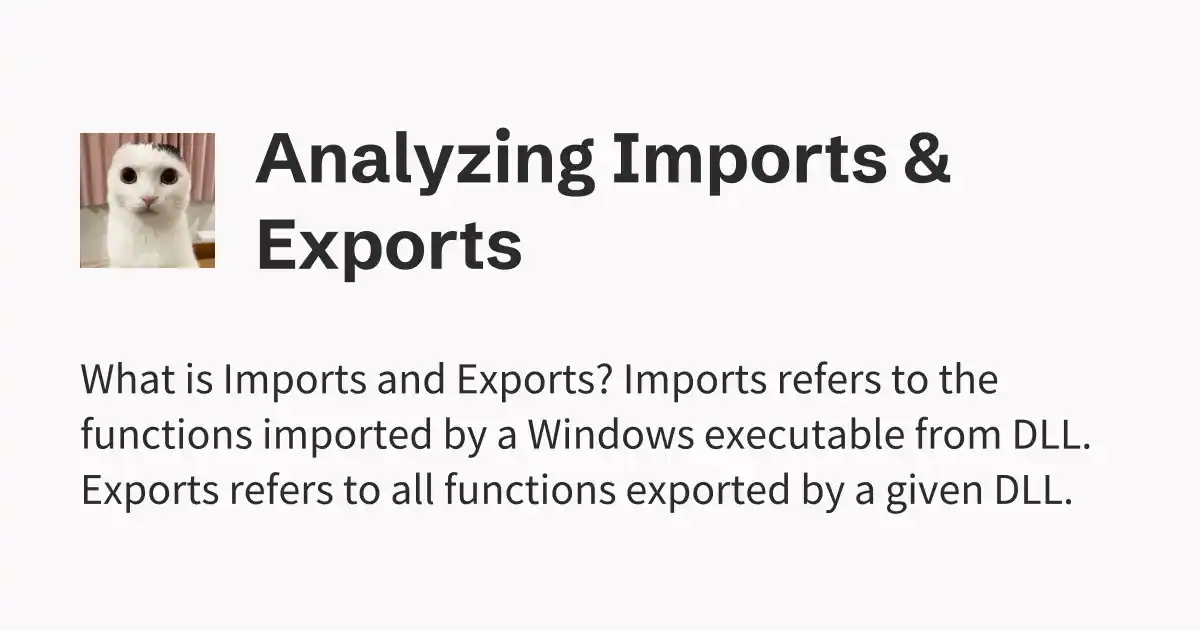 Analyzing Imports &
Exports
What is Imports and Exports? Imports refers to the
functions imported by a Windows executable from DLL.
Exports refers to all functions exported by a given DLL.